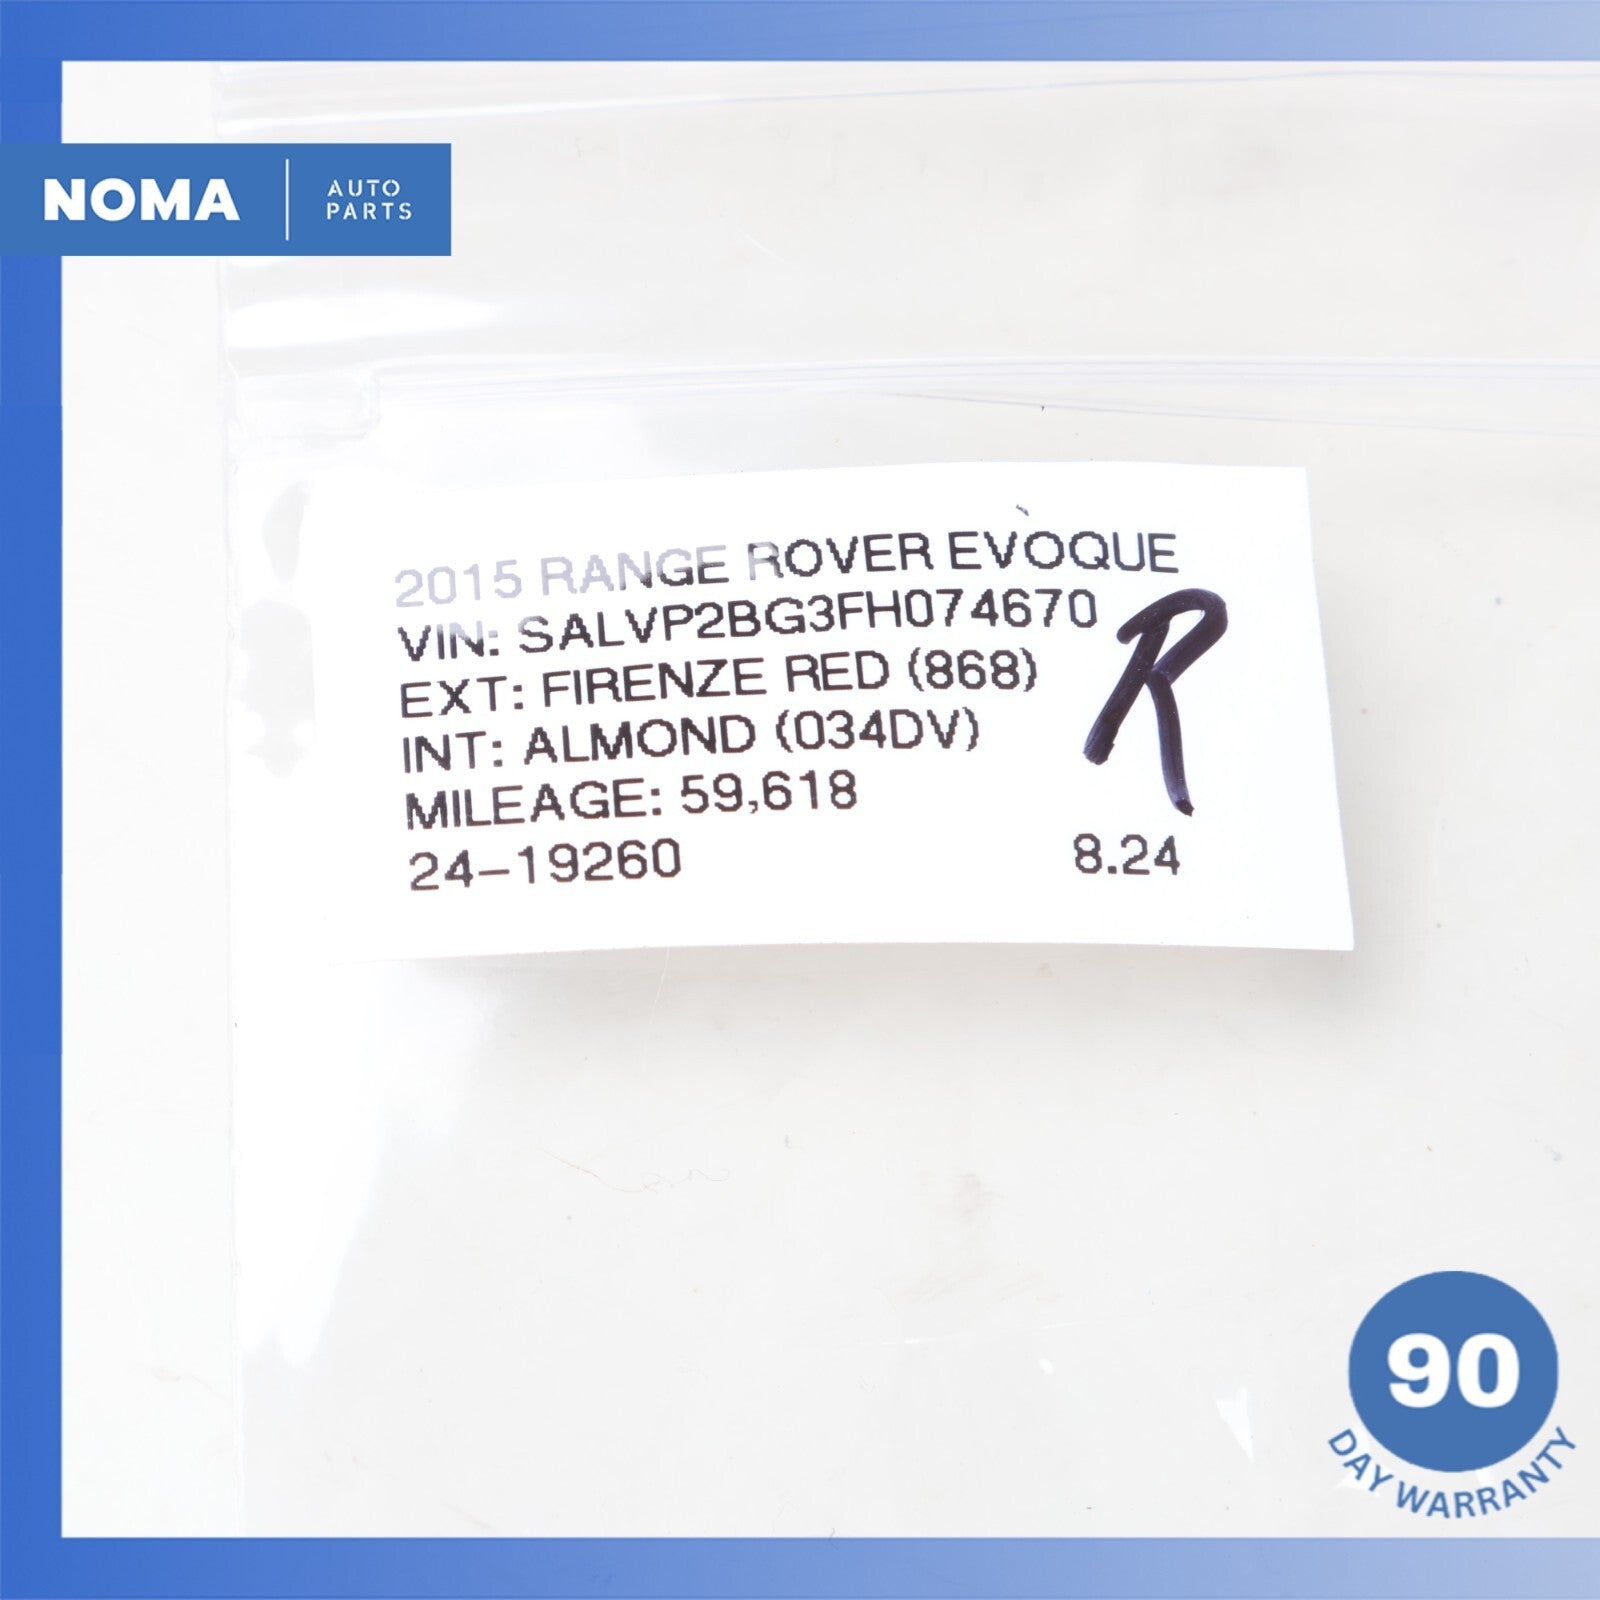 NOMA
AUTO
PARTS
2015 RANGE ROVER EVOQUE
VIN: SALVP2BG3FH074670
EXT: FIRENZE RED (868)
INT: ALMOND (034DV)
MILEAGE: 59,618
24-19260
8.24
R
90
DAY WARRANTY